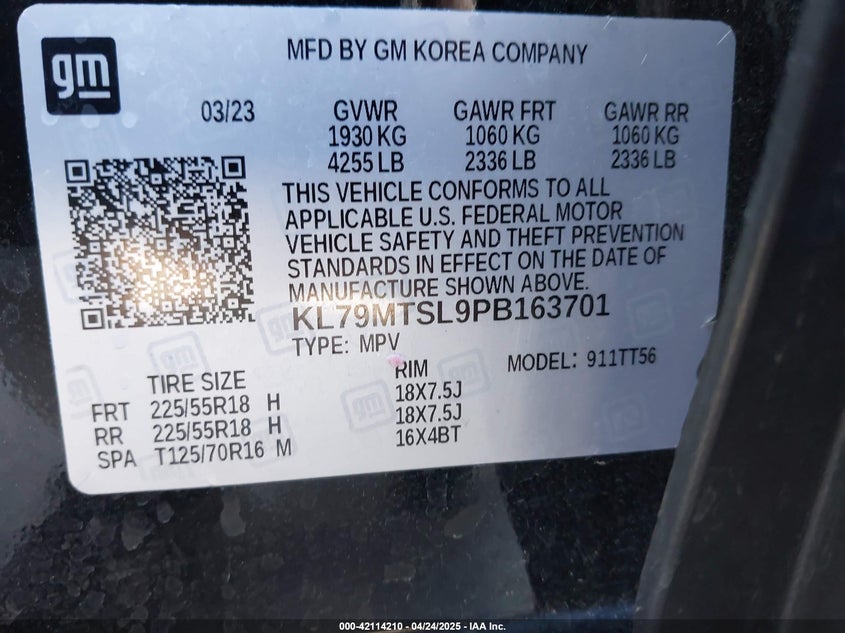 gm
MFD BY GM KOREA COMPANY
03/23 GVWR GAWR FRT GAWR RR
1930 KG 1060 KG 1060 KG
4255 LB 2336 LB 2336 LB
THIS VEHICLE CONFORMS TO ALL
APPLICABLE U.S. FEDERAL MOTOR
VEHICLE SAFETY AND THEFT PREVENTION
STANDARDS IN EFFECT ON THE DATE OF
MANUFACTURE SHOWN ABOVE.
KL79MTSL9PB163701
TYPE: MPV MODEL: 911TT56
TIRE SIZE RIM
FRT 225/55R18 H 18X7.5J
RR 225/55R18 H 18X7.5J
SPA T125/70R16 M 16X4BT
000-42114210 - 04/24/2025 - IAA Inc.